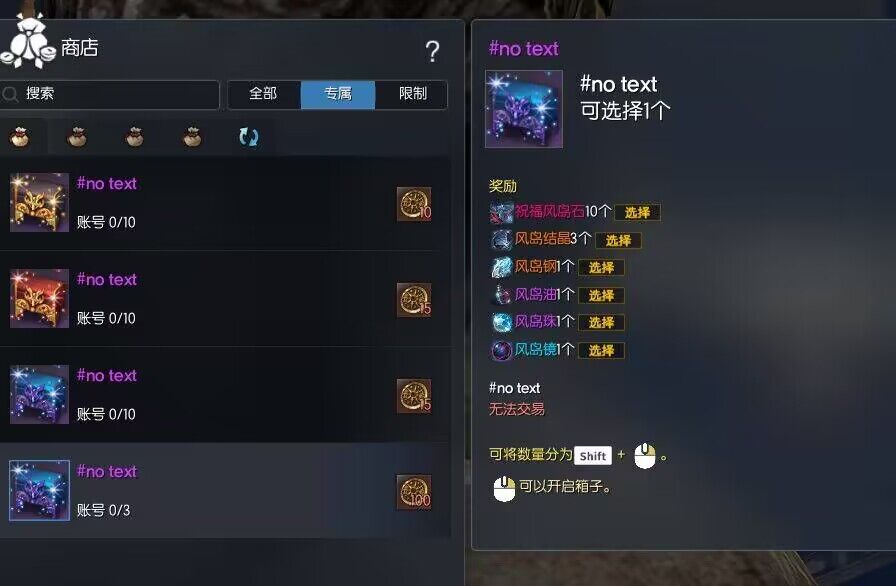 商店
?
搜索
全部 专属 限制
#no text
账号 0/10
10
#no text
账号 0/10
15
#no text
账号 0/10
15
#no text
账号 0/3
100
#no text
#no text
可选择1个
奖励
祝福风岛石10个 选择
风岛结晶3个 选择
风岛钢1个 选择
风岛油1个 选择
风岛珠1个 选择
风岛镜1个 选择
#no text
无法交易
可将数量分为 Shift + 。
可以开启箱子。